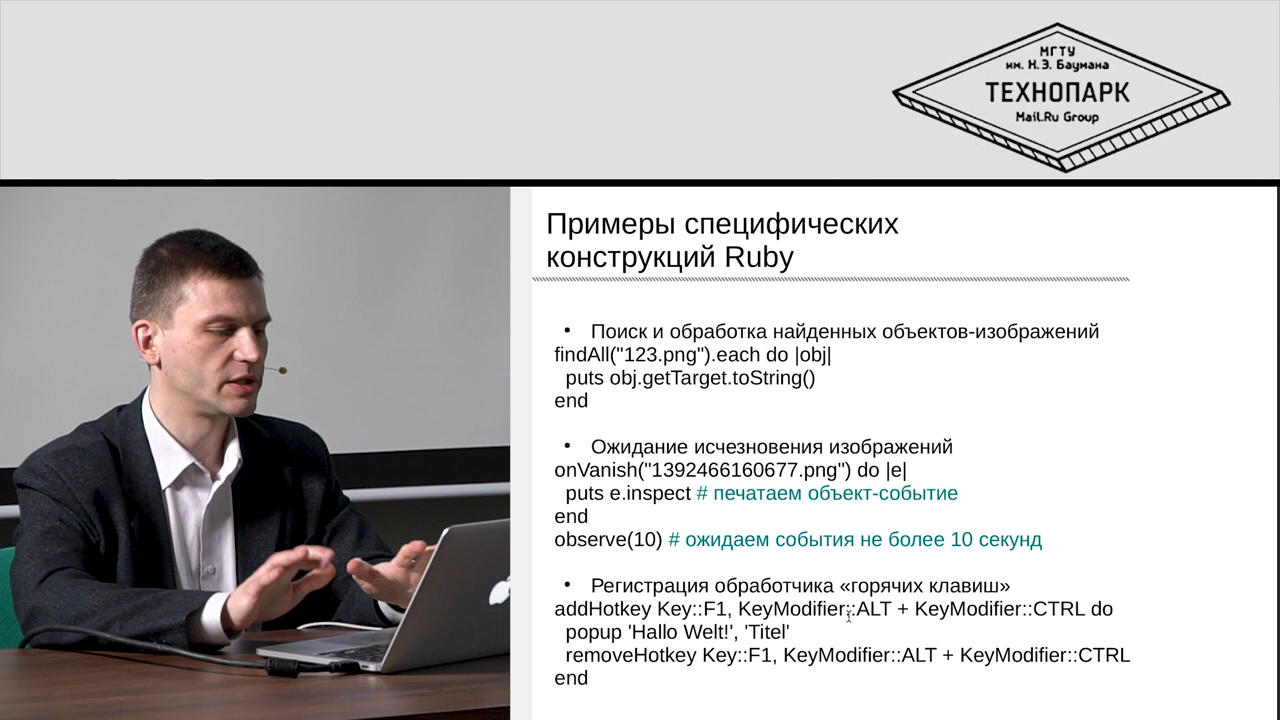 МГТУ
им. Н.Э. Баумана
ТЕХНОПАРК
Mail.Ru Group
Примеры специфических
конструкций Ruby
• Поиск и обработка найденных объектов-изображений
findAll("123.png").each do |obj|
puts obj.getTarget.toString()
end
• Ожидание исчезновения изображений
onVanish("1392466160677.png") do |e|
puts e.inspect # печатаем объект-событие
end
observe(10) # ожидаем события не более 10 секунд
• Регистрация обработчика «горячих клавиш»
addHotkey Key::F1, KeyModifier::ALT + KeyModifier::CTRL do
popup 'Hallo Welt!', 'Titel'
removeHotkey Key::F1, KeyModifier::ALT + KeyModifier::CTRL
end